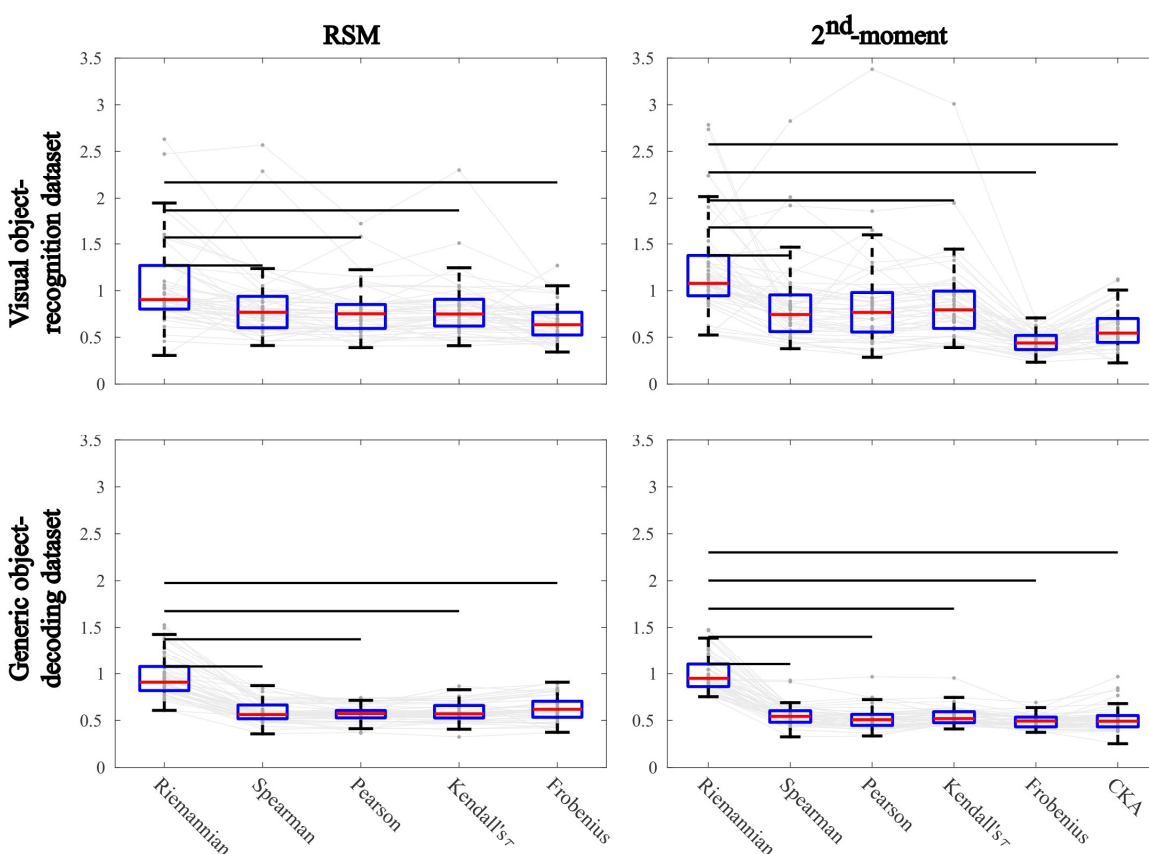 RSM
2nd-moment
Visual object-
recognition dataset
3.5
3
2.5
2
1.5
1
0.5
0
3.5
3
2.5
2
1.5
1
0.5
0
Generic object-
decoding dataset
3.5
3
2.5
2
1.5
1
0.5
0
3.5
3
2.5
2
1.5
1
0.5
0
Riemannian
Spearman
Pearson
Kendall'sτ
Frobenius
Riemannian
Spearman
Pearson
Kendall'sτ
Frobenius
CKA